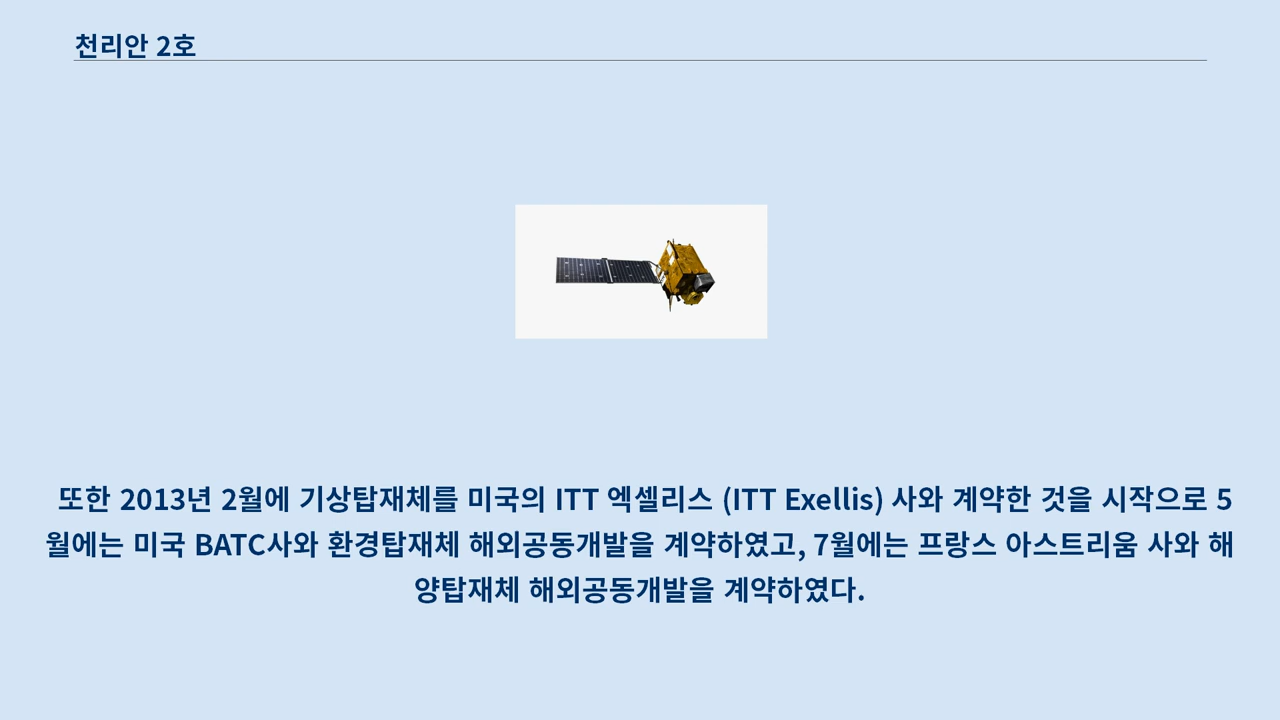 천리안 2호
또한 2013년 2월에 기상탑재체를 미국의 ITT 엑셀리스 (ITT Exellis) 사와 계약한 것을 시작으로 5
월에는 미국 BATC사와 환경탑재체 해외공동개발을 계약하였고, 7월에는 프랑스 아스트리움 사와 해
양탑재체 해외공동개발을 계약하였다.